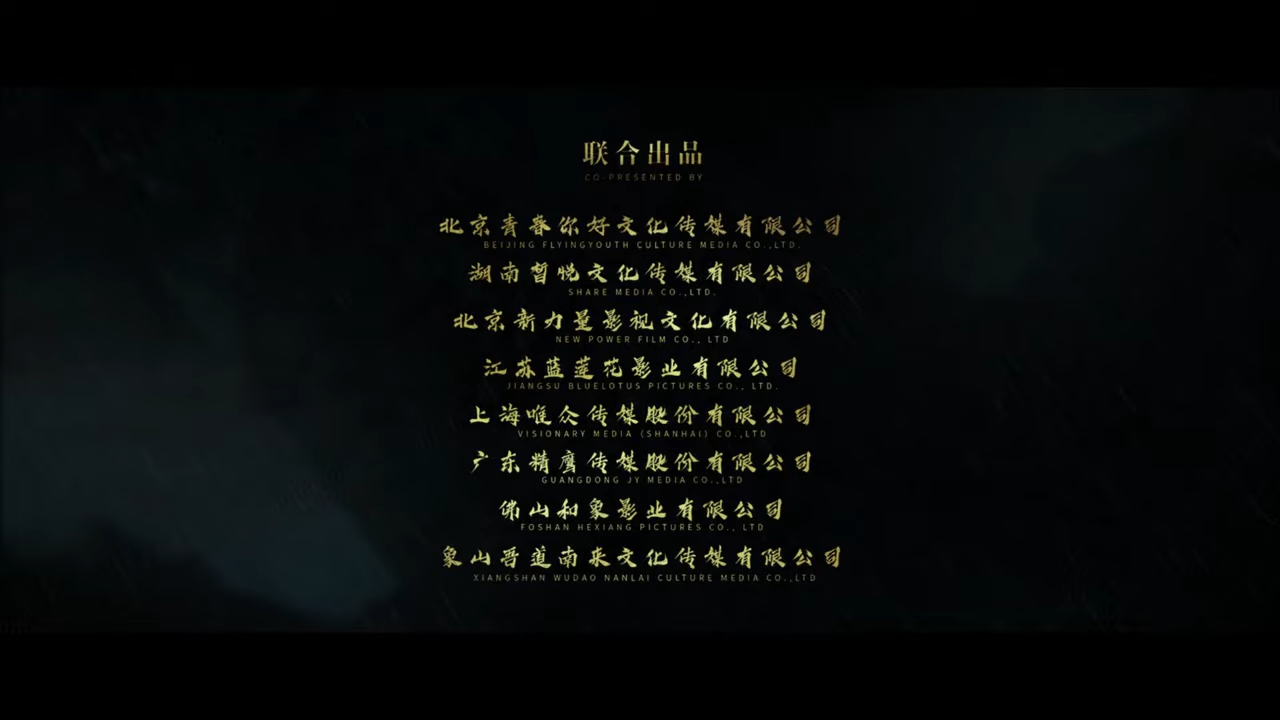 联合出品
CO-PRESENTED BY
北京青春你好文化传媒有限公司
BEIJING FLYINGYOUTH CULTURE MEDIA CO.,LTD.
湖南晢悦文化传媒有限公司
SHARE MEDIA CO.,LTD.
北京新力量影视文化有限公司
NEW POWER FILM CO., LTD
江苏蓝莲花影业有限公司
JIANGSU BLUELOTUS PICTURES CO., LTD.
上海唯众传媒股份有限公司
VISIONARY MEDIA (SHANHAI) CO.,LTD
广东精鹰传媒股份有限公司
GUANGDONG JY MEDIA CO.,LTD
佛山和象影业有限公司
FOSHAN HEXIANG PICTURES CO., LTD
象山吾道南来文化传媒有限公司
XIANGSHAN WUDAO NANLAI CULTURE MEDIA CO.,LTD